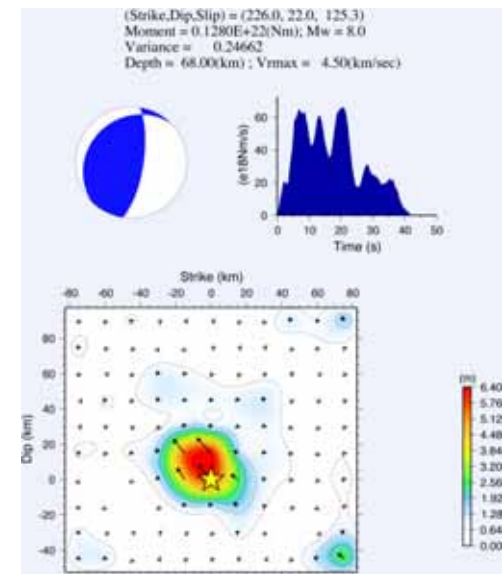 (Strike,Dip,Slip) = (226.0, 22.0, 125.3)
Moment = 0.1280E+22(Nm); Mw = 8.0
Variance = 0.24662
Depth = 68.00(km) ; Vrmax = 4.50(km/sec)
(e18Nm/s)
60
40
20
0
0 10 20 30 40 50
Time (s)
Strike (km)
-80 -60 -40 -20 0 20 40 60 80
Dip (km)
80
60
40
20
0
-20
-40
(m)
6.40
5.76
5.12
4.48
3.84
3.20
2.56
1.92
1.28
0.64
0.00